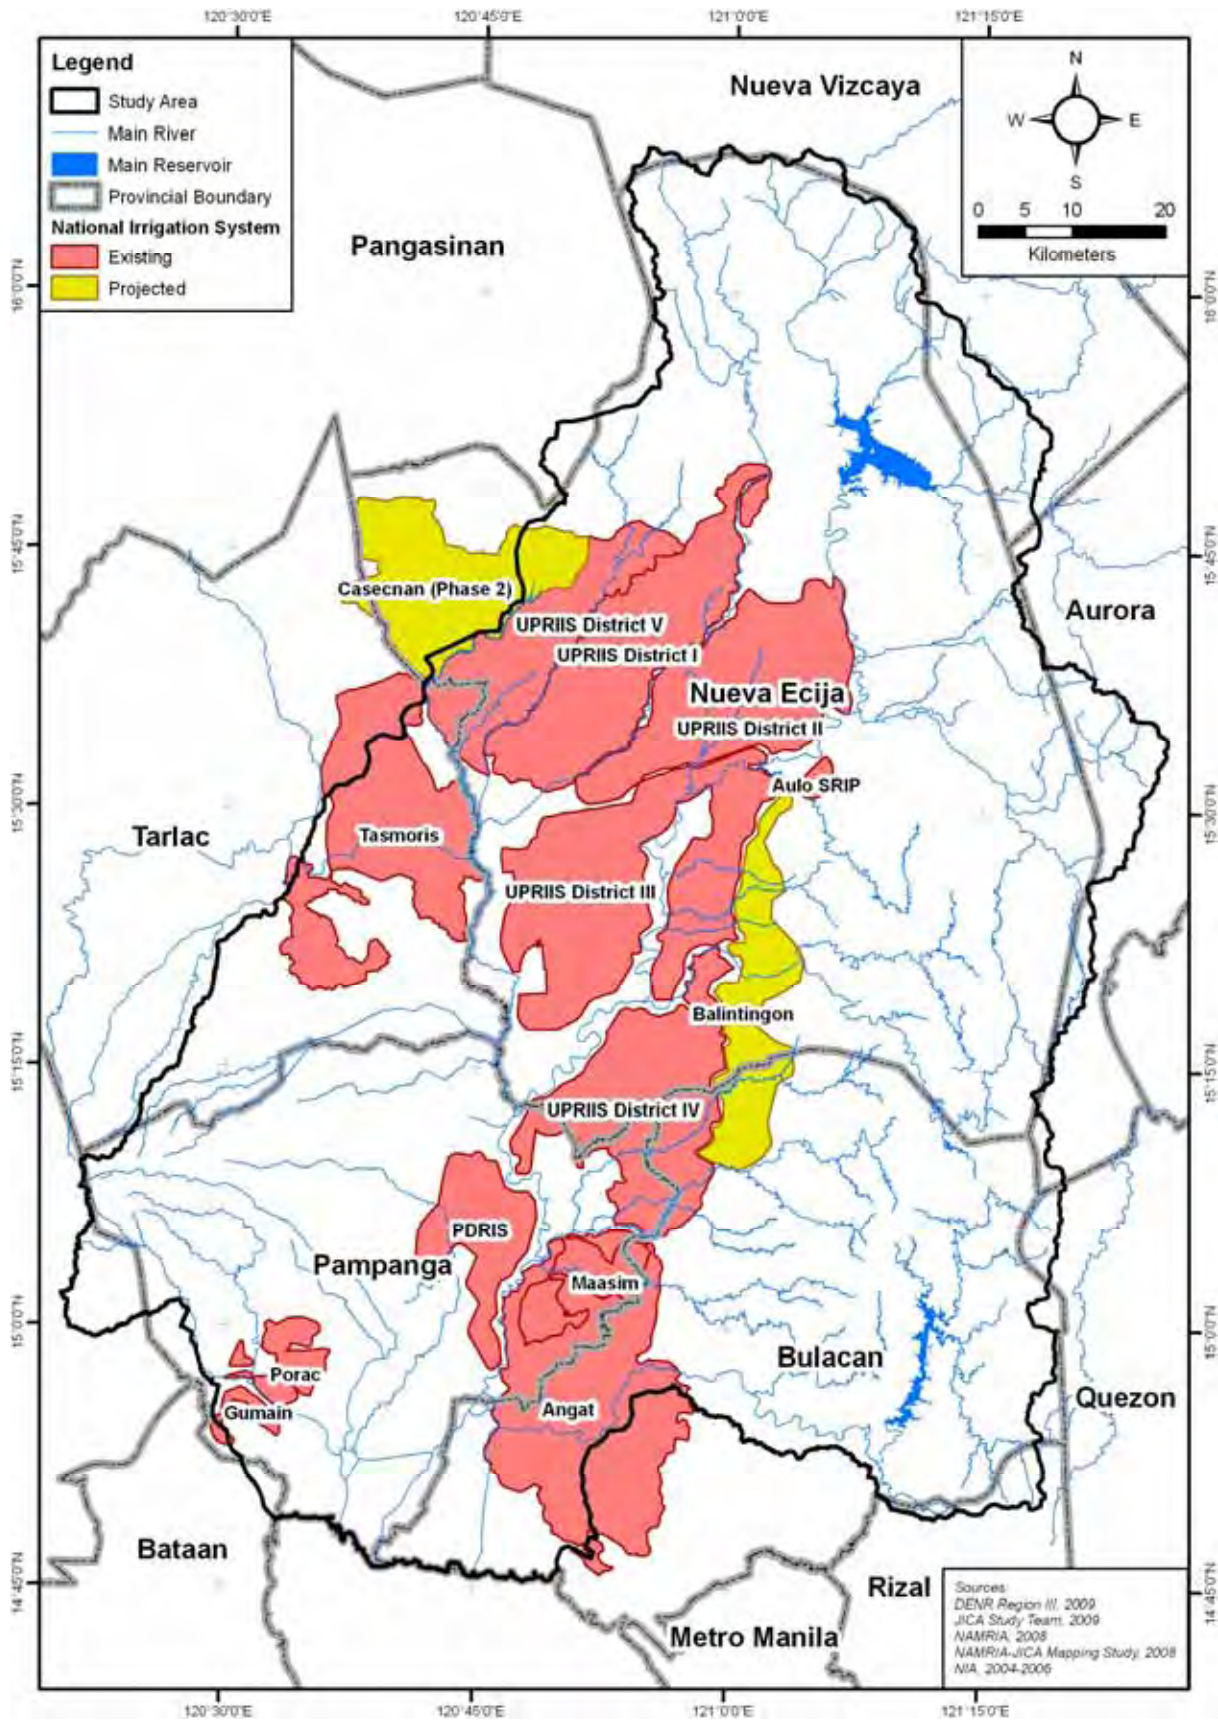 120°30'0"E
120°45'0"E
121°0'0"E
121°15'0"E
Legend
Study Area
Main River
Main Reservoir
Provincial Boundary
National Irrigation System
Existing
Projected
N
W
E
S
0 5 10 20
Kilometers
Nueva Vizcaya
Pangasinan
16°0'0"N
16°0'0"N
15°45'0"N
15°45'0"N
Casecnan (Phase 2)
Aurora
UPRIIS District V
UPRIIS District I
Nueva Ecija
UPRIIS District II
Aulo SRIP
15°30'0"N
15°30'0"N
Tarlac
Tasmoris
UPRIIS District III
Balintingon
15°15'0"N
15°15'0"N
UPRIIS District IV
PDRIS
Pampanga
Maasim
15°0'0"N
15°0'0"N
Bulacan
Porac
Quezon
Gumain
Angat
Bataan
14°45'0"N
14°45'0"N
Rizal
Metro Manila
Sources:
DENR Region III, 2009
JICA Study Team, 2009
NAMRIA, 2008
NAMRIA-JICA Mapping Study, 2008
NIA, 2004-2006
120°30'0"E
120°45'0"E
121°0'0"E
121°15'0"E